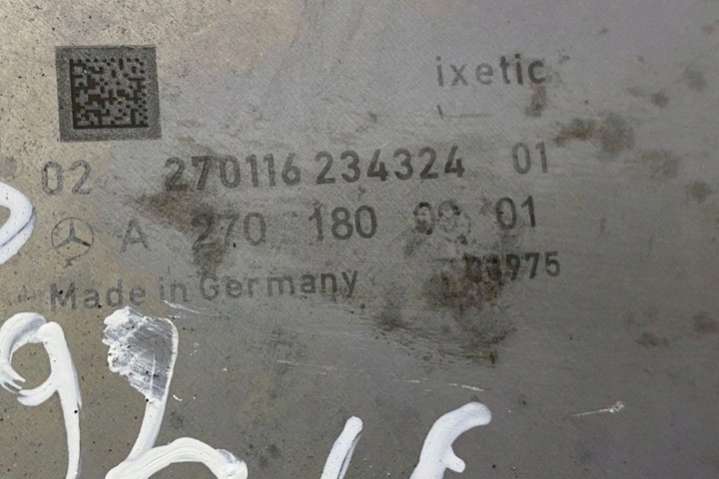 ixetic
02 270116 234324 01
A 270 180 01
Made in Germany